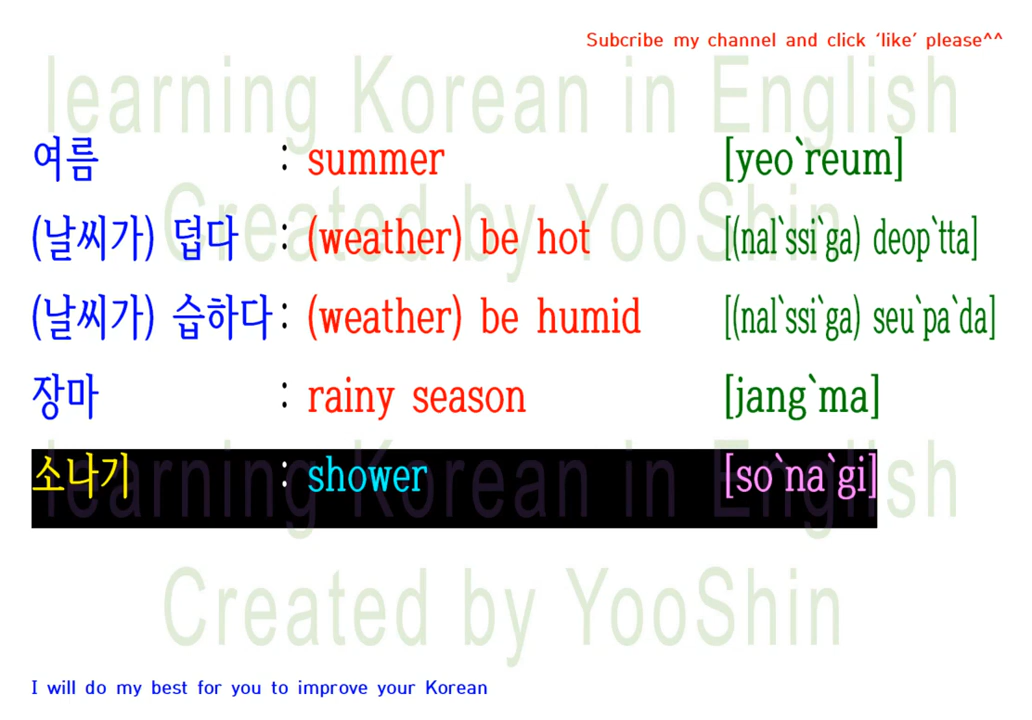 Subcribe my channel and click ‘like’ please^^
learning Korean in English
여름 : summer [yeo`reum]
Created by YooShin
(날씨가) 덥다 : (weather) be hot [(nal`ssi`ga) deop`tta]
(날씨가) 습하다 : (weather) be humid [(nal`ssi`ga) seu`pa`da]
장마 : rainy season [jang`ma]
learning Korean in English
소나기 : shower [so`na`gi]
Created by YooShin
I will do my best for you to improve your Korean